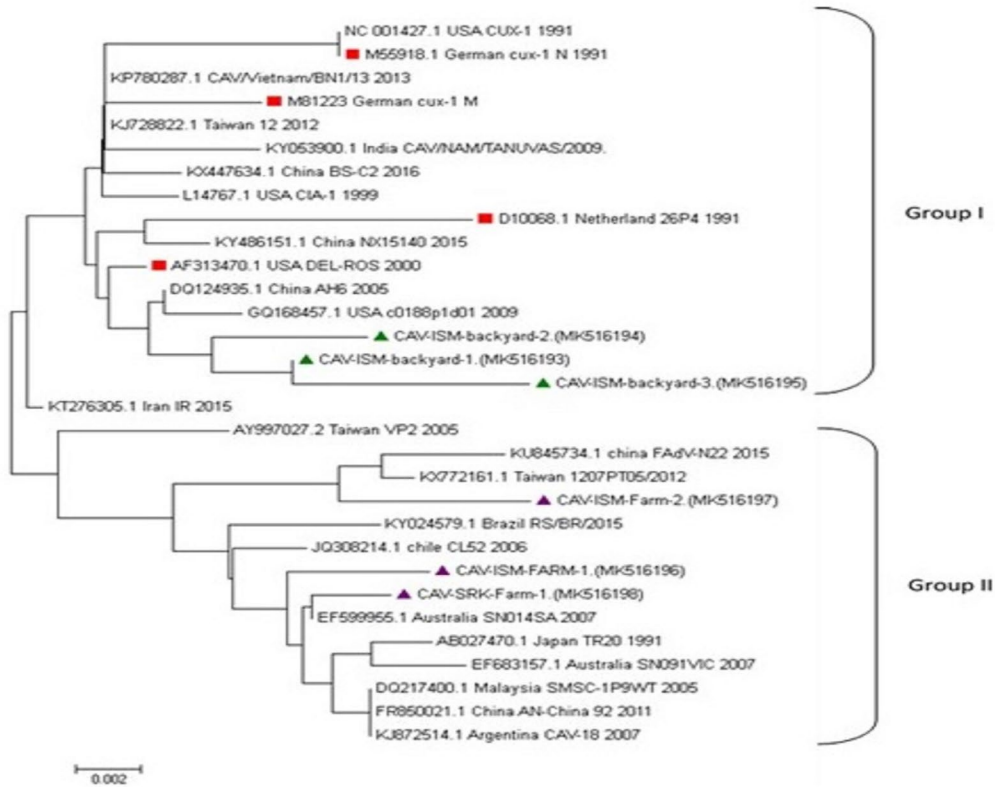 NC 001427.1 USA CUX-1 1991
M55918.1 German cux-1 N 1991
KP780287.1 CAV/Vietnam/BN1/13 2013
M81223 German cux-1 M
KJ728822.1 Taiwan 12 2012
KY053900.1 India CAV/NAM/TANUVAS/2009.
KX447634.1 China BS-C2 2016
L14767.1 USA CIA-1 1999
D10068.1 Netherland 26P4 1991
Group I
KY486151.1 China NX15140 2015
AF313470.1 USA DEL-ROS 2000
DQ124935.1 China AH6 2005
GQ168457.1 USA c0188p1d01 2009
CAV-ISM-backyard-2.(MK516194)
CAV-ISM-backyard-1.(MK516193)
CAV-ISM-backyard-3.(MK516195)
KT276305.1 Iran IR 2015
AY997027.2 Taiwan VP2 2005
KU845734.1 china FAdV-N22 2015
KX772161.1 Taiwan 1207PT05/2012
CAV-ISM-Farm-2.(MK516197)
KY024579.1 Brazil RS/BR/2015
JQ308214.1 chile CL52 2006
CAV-ISM-FARM-1.(MK516196)
Group II
CAV-SRK-Farm-1.(MK516198)
EF599955.1 Australia SN014SA 2007
AB027470.1 Japan TR20 1991
EF683157.1 Australia SN091VIC 2007
DQ217400.1 Malaysia SMSC-1P9WT 2005
FR850021.1 China AN-China 92 2011
KJ872514.1 Argentina CAV-18 2007
0.002